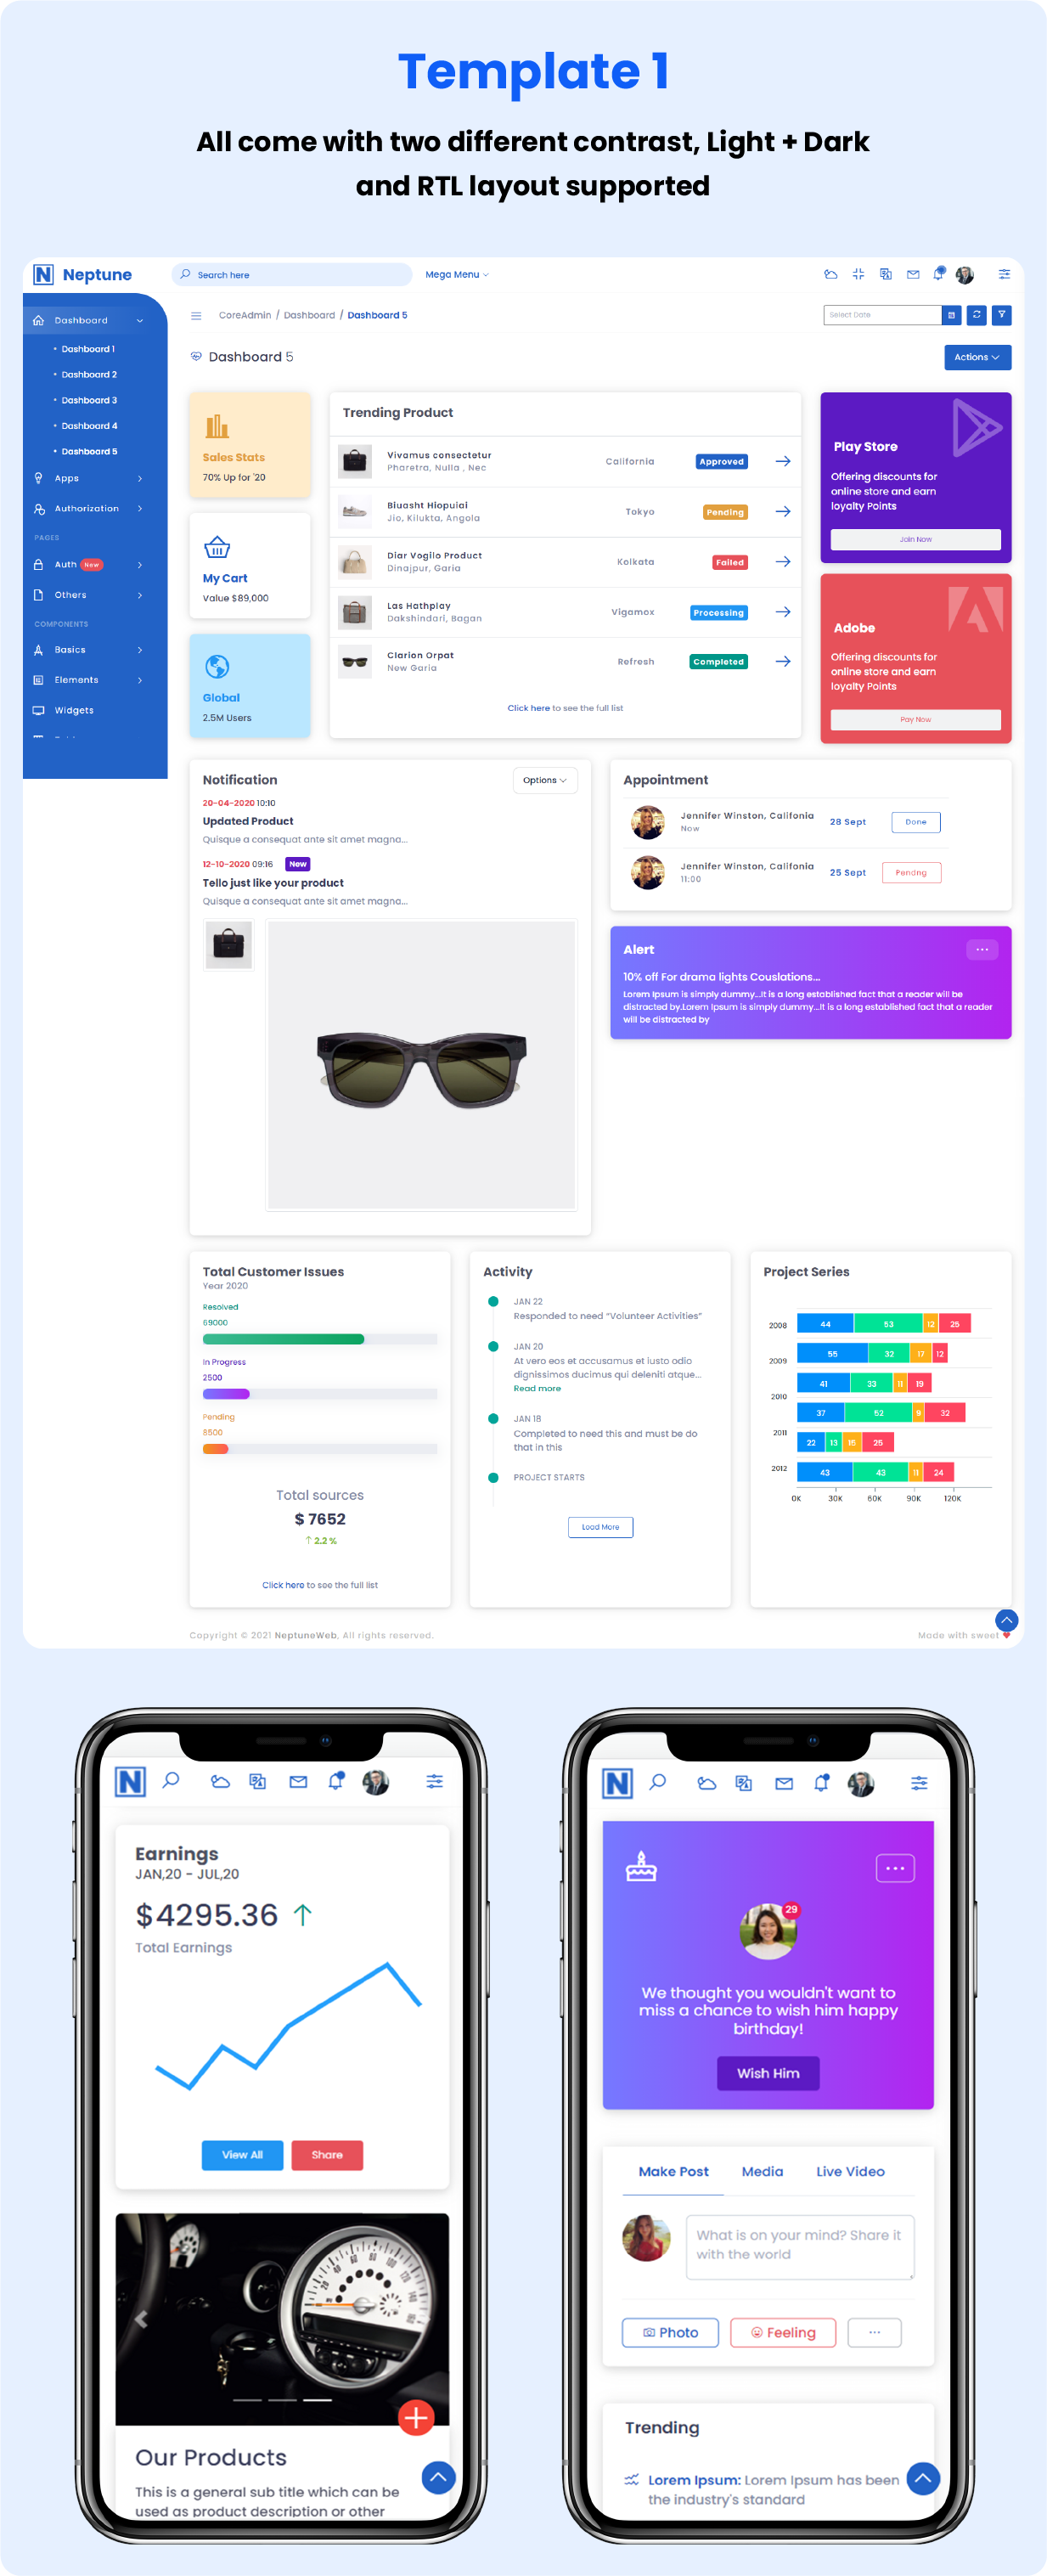 Template 1
All come with two different contrast, Light + Dark
and RTL layout supported
N Neptune
Search here
Mega Menu
Dashboard
Dashboard 1
Dashboard 2
Dashboard 3
Dashboard 4
Dashboard 5
Apps
Authorization
PAGES
Auth New
Others
COMPONENTS
Basics
Elements
Widgets
CoreAdmin / Dashboard / Dashboard 5
Select Date
Dashboard 5
Actions
Sales Stats
70% Up for '20
My Cart
Value $89,000
Global
2.5M Users
Trending Product
Vivamus consectetur
Pharetra, Nulla , Nec
California
Approved
Biuasht Hiopuiai
Jio, Kilukta, Angola
Tokyo
Pending
Diar Vogilo Product
Dinajpur, Garia
Kolkata
Failed
Las Hathplay
Dakshindari, Bagan
Vigamox
Processing
Clarion Orpat
New Garia
Refresh
Completed
Click here to see the full list
Play Store
Offering discounts for
online store and earn
loyalty Points
Join Now
Adobe
Offering discounts for
online store and earn
loyalty Points
Pay Now
Notification
Options
20-04-2020 10:10
Updated Product
Quisque a consequat ante sit amet magna...
12-10-2020 09:16 New
Tello just like your product
Quisque a consequat ante sit amet magna...
Appointment
Jennifer Winston, Califonia
Now
28 Sept
Done
Jennifer Winston, Califonia
11:00
25 Sept
Pendng
Alert
...
10% off For drama lights Couslations...
Lorem Ipsum is simply dummy...It is a long established fact that a reader will be
distracted by.Lorem Ipsum is simply dummy...It is a long established fact that a reader
will be distracted by
Total Customer Issues
Year 2020
Resolved
69000
In Progress
2500
Pending
8500
Total sources
$ 7652
↑ 2.2 %
Click here to see the full list
Activity
JAN 22
Responded to need “Volunteer Activities”
JAN 20
At vero eos et accusamus et iusto odio
dignissimos ducimus qui deleniti atque...
Read more
JAN 18
Completed to need this and must be do
that in this
PROJECT STARTS
Load More
Project Series
2008
44 53 12 25
2009
55 32 17 12
2010
41 33 11 19
37 52 9 32
2011
22 13 15 25
2012
43 43 11 24
0K 30K 60K 90K 120K
Copyright © 2021 NeptuneWeb, All rights reserved.
Made with sweet
N
Earnings
JAN,20 - JUL,20
$4295.36
Total Earnings
View All
Share
Our Products
This is a general sub title which can be
used as product description or other
N
...
29
We thought you wouldn't want to
miss a chance to wish him happy
birthday!
Wish Him
Make Post
Media
Live Video
What is on your mind? Share it
with the world
Photo
Feeling
...
Trending
Lorem Ipsum: Lorem Ipsum has been
the industry's standard